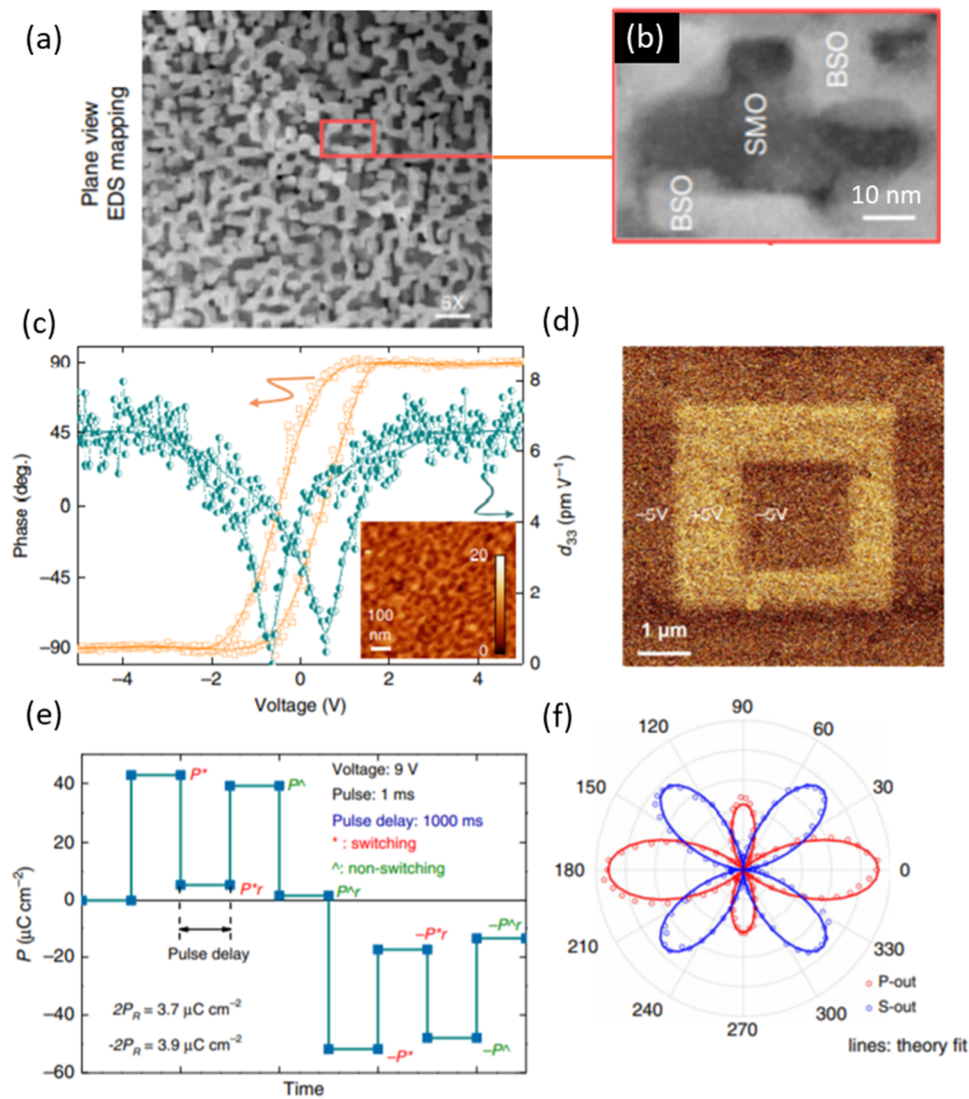 (a)
Plane view
EDS mapping
5X
(b)
BSO
SMO
BSO
10 nm
(c)
90
45
0
−45
−90
Phase (deg.)
8
6
4
2
0
d33 (pm V−1)
20
0
100
nm
−4
−2
0
2
4
Voltage (V)
(d)
−5V
+5V
−5V
1 µm
(e)
40
20
0
−20
−40
−60
P (µC cm−2)
P*
P^
P*r
P^r
Voltage: 9 V
Pulse: 1 ms
Pulse delay: 1000 ms
* : switching
^: non-switching
Pulse delay
−P*r
−P^r
−P*
−P^
2PR = 3.7 µC cm−2
-2PR = 3.9 µC cm−2
Time
(f)
90
120
60
150
30
180
0
210
330
240
300
270
P-out
S-out
lines: theory fit